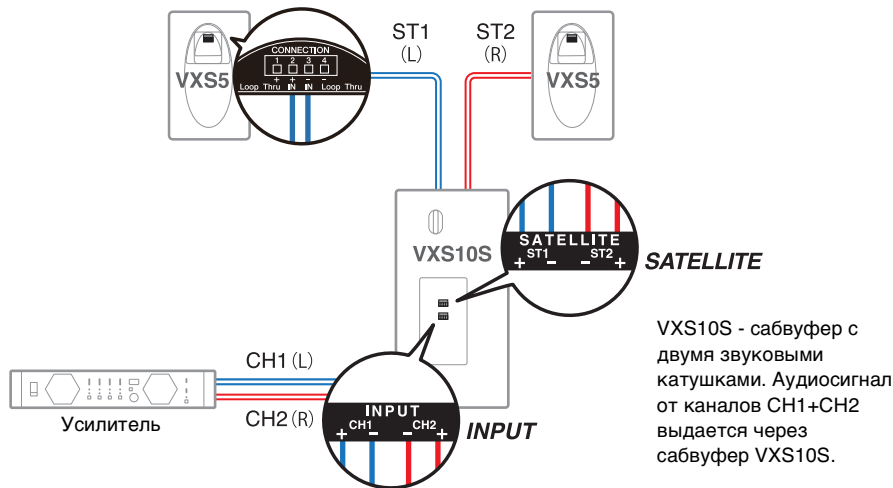 ST1
(L)
ST2
(R)
CONNECTION
1 2 3 4
+ + - -
Loop Thru IN IN Loop Thru
VXS5
VXS5
VXS10S
SATELLITE
ST1 ST2
+ - - +
SATELLITE
CH1 (L)
CH2 (R)
Усилитель
INPUT
CH1 CH2
+ - - +
INPUT
VXS10S - сабвуфер с
двумя звуковыми
катушками. Аудиосигнал
от каналов CH1+CH2
выдается через
сабвуфер VXS10S.